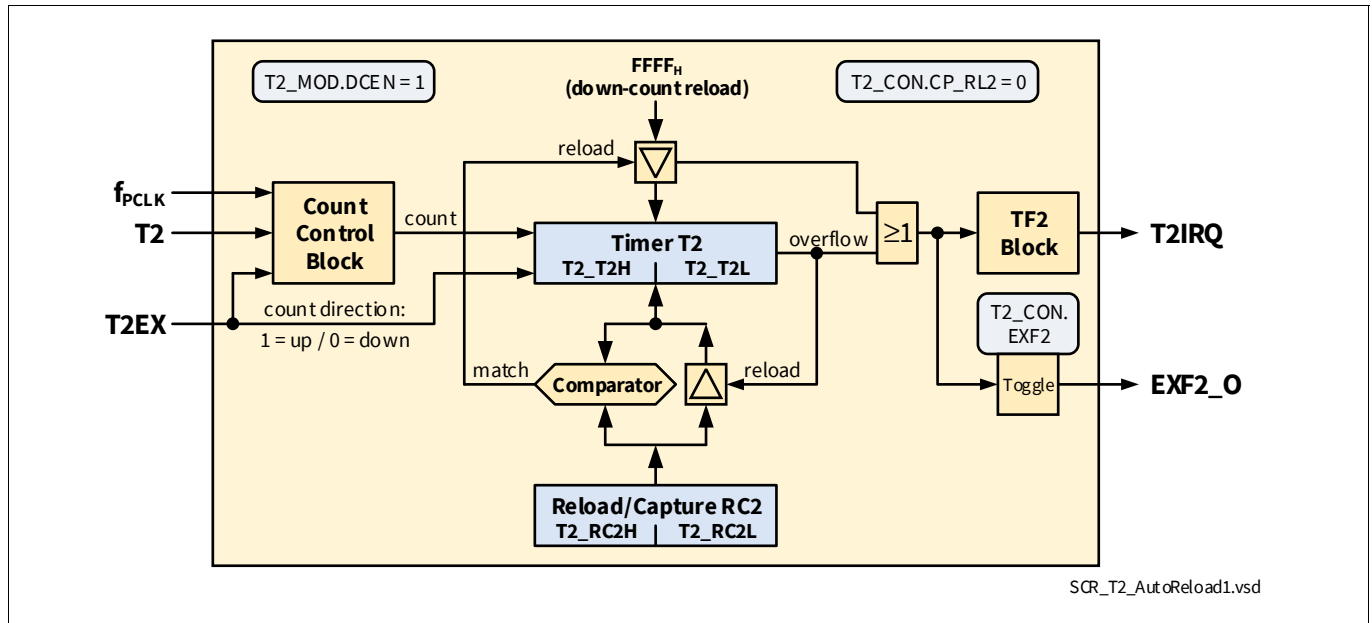 FFFFH
(down-count reload)
T2_MOD.DCEN = 1
T2_CON.CP_RL2 = 0
reload
fPCLK
T2
T2EX
Count
Control
Block
count
Timer T2
T2_T2H
T2_T2L
overflow
≥1
TF2
Block
T2IRQ
count direction:
1 = up / 0 = down
T2_CON.
EXF2
match
Comparator
reload
Toggle
EXF2_O
Reload/Capture RC2
T2_RC2H
T2_RC2L
SCR_T2_AutoReload1.vsd